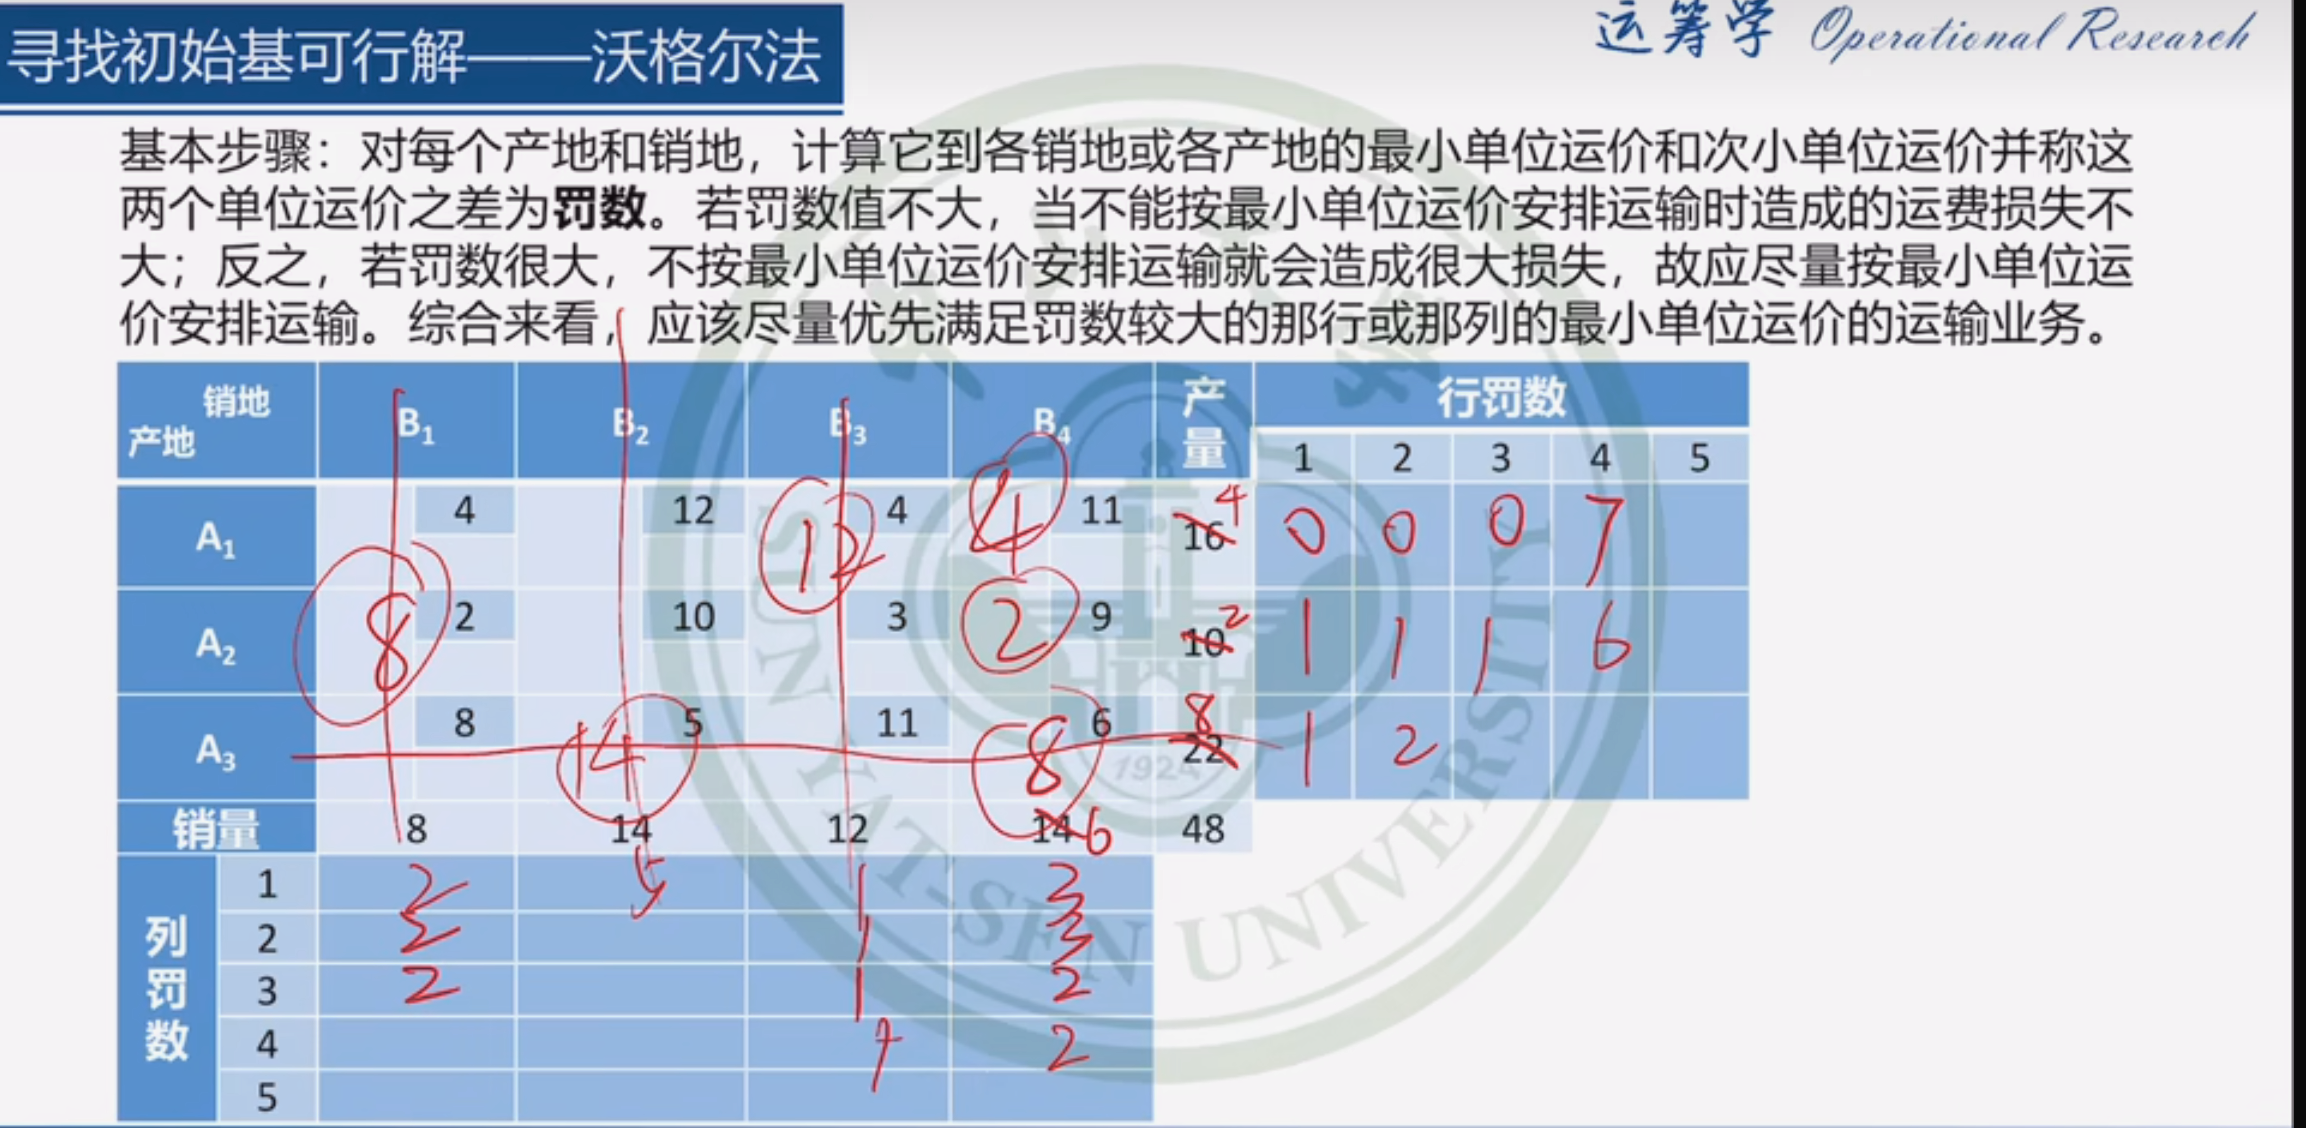 寻找初始基可行解——沃格尔法
运筹学 Operational Research
基本步骤：对每个产地和销地，计算它到各销地或各产地的最小单位运价和次小单位运价并称这
两个单位运价之差为罚数。若罚数值不大，当不能按最小单位运价安排运输时造成的运费损失不
大；反之，若罚数很大，不按最小单位运价安排运输就会造成很大损失，故应尽量按最小单位运
价安排运输。综合来看，应该尽量优先满足罚数较大的那行或那列的最小单位运价的运输业务。
销地 产地 B₁ B₂ B₃ B₄ 产量 行罚数
1 2 3 4 5
A₁ 4 12 12 4 4 11 16 4 0 0 0 7
A₂ 8 2 10 3 2 9 10 2 1 1 1 6
A₃ 8 14 5 11 8 6 22 8 1 2
销量 8 14 12 14 6 48
列罚数
1 2 5 1 3
2 2 1 3
3 2 1 2
4 1 2
5
SUN YAT-SEN UNIVERSITY
1924